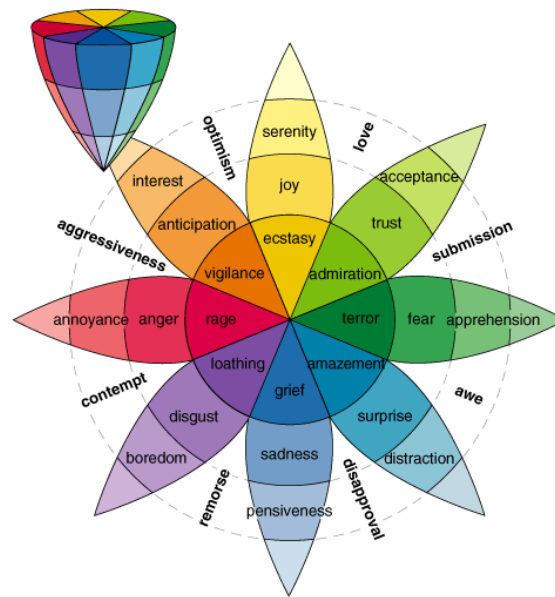 optimism
serenity
love
interest
joy
acceptance
anticipation
trust
aggressiveness
ecstasy
submission
vigilance
admiration
annoyance
anger
rage
terror
fear
apprehension
loathing
amazement
grief
contempt
awe
disgust
surprise
boredom
sadness
distraction
remorse
pensiveness
disapproval